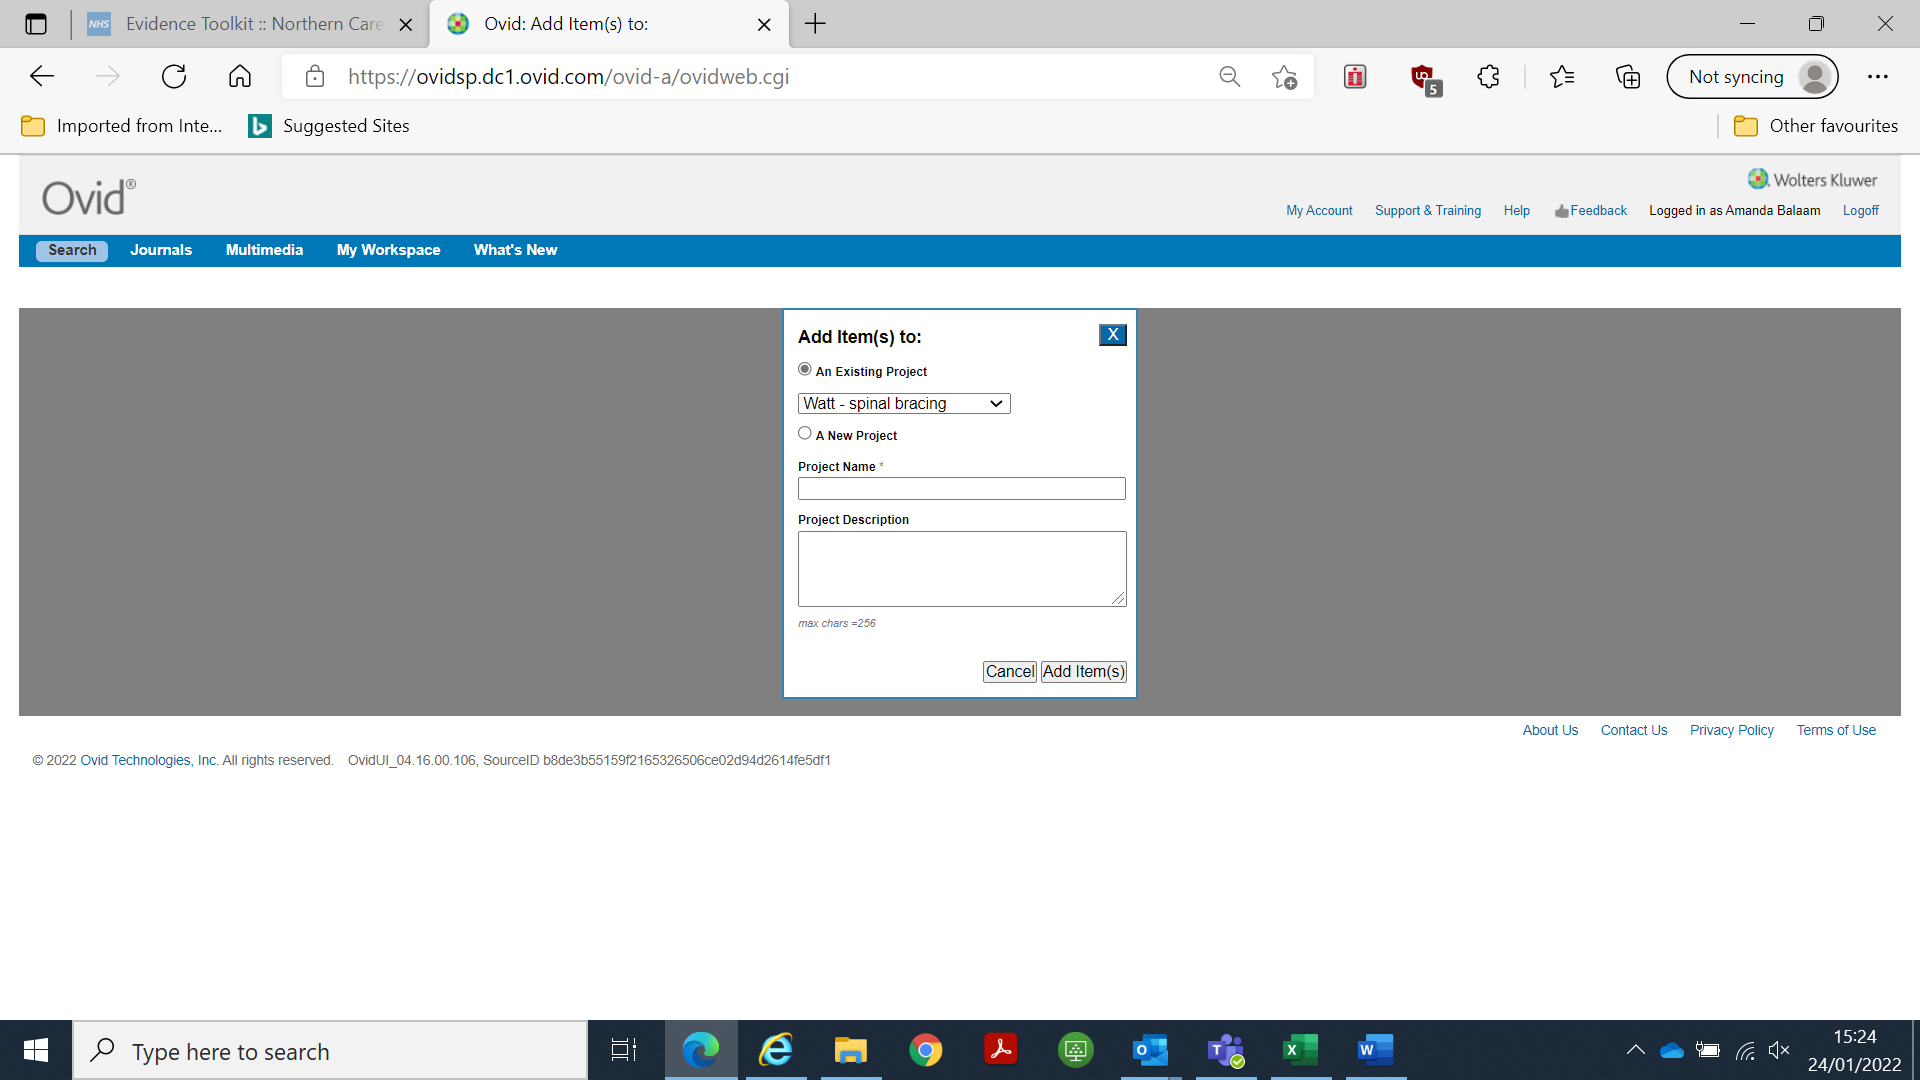 NHS Evidence Toolkit :: Northern Care
Ovid: Add Item(s) to:
https://ovidsp.dc1.ovid.com/ovid-a/ovidweb.cgi
5
Not syncing
Imported from Inte...
Suggested Sites
Other favourites
Ovid®
Wolters Kluwer
My Account Support & Training Help Feedback Logged in as Amanda Balaam Logoff
Search Journals Multimedia My Workspace What's New
Add Item(s) to:
X
An Existing Project
Watt - spinal bracing
A New Project
Project Name *
Project Description
max chars =256
Cancel Add Item(s)
About Us Contact Us Privacy Policy Terms of Use
© 2022 Ovid Technologies, Inc. All rights reserved. OvidUI_04.16.00.106, SourceID b8de3b55159f2165326506ce02d94d2614fe5df1
Type here to search
15:24
24/01/2022